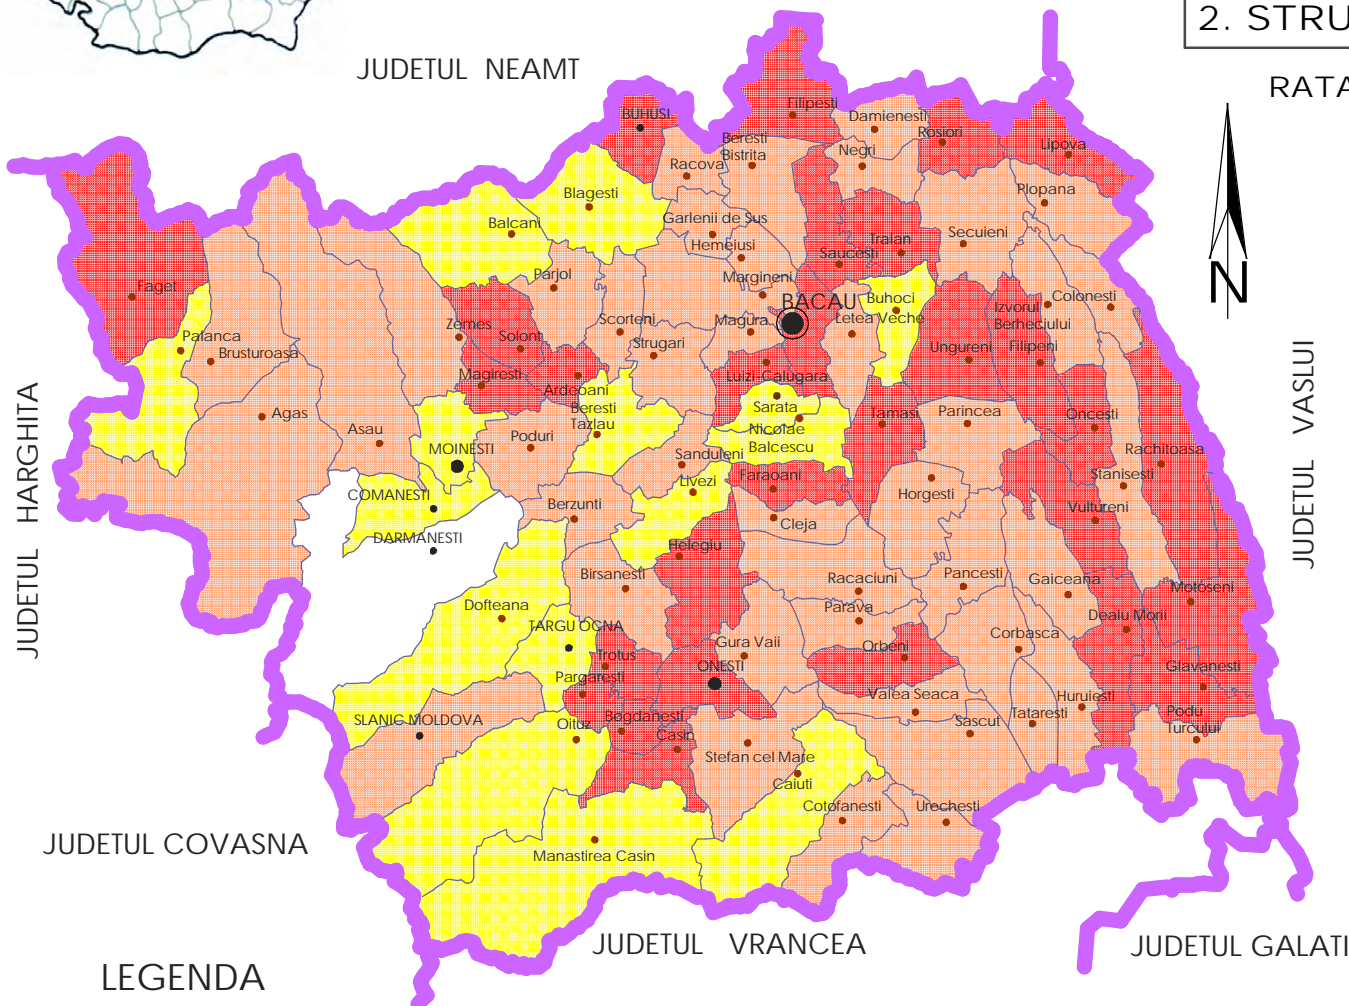 2. STRU
RATA
JUDETUL NEAMT
BUHUSI
Filipesti
Damienesti
Rosiori
Lipova
Beresti
Bistrita
Negri
Racova
Plopana
Blagesti
Balcani
Garlenii de Sus
Hemeiusi
Secuieni
Traian
Saucesti
Margineni
Parjol
Faget
BACAU
Buhoci
Izvorul
Berheciului
Colonesti
Palanca
Brusturoasa
Zemes
Solont
Scorteni
Strugari
Magura
Letea Veche
Ungureni
Filipeni
N
Magiresti
Ardeoani
Luizi-Calugara
Beresti
Tazlau
Sarata
Nicolae
Balcescu
Tamasi
Parincea
Oncesti
Agas
Asau
MOINESTI
Poduri
Sanduleni
Rachitoasa
JUDETUL HARGHITA
JUDETUL VASLUI
COMANESTI
Livezi
Faraoani
Horgesti
Stanisesti
Vultureni
Berzunti
Cleja
DARMANESTI
Helegiu
Birsanesti
Racaciuni
Pancesti
Gaiceana
Motoseni
Dofteana
Parava
Dealu Morii
TARGU OCNA
Corbasca
Gura Vaii
Orbeni
Trotus
ONESTI
Glavanesti
Pargaresti
Valea Seaca
Huruiesti
SLANIC MOLDOVA
Oituz
Bogdanesti
Casin
Sascut
Tataresti
Podu
Turcului
Stefan cel Mare
Caiuti
Cotofanesti
Urechesti
JUDETUL COVASNA
Manastirea Casin
JUDETUL VRANCEA
JUDETUL GALATI
LEGENDA